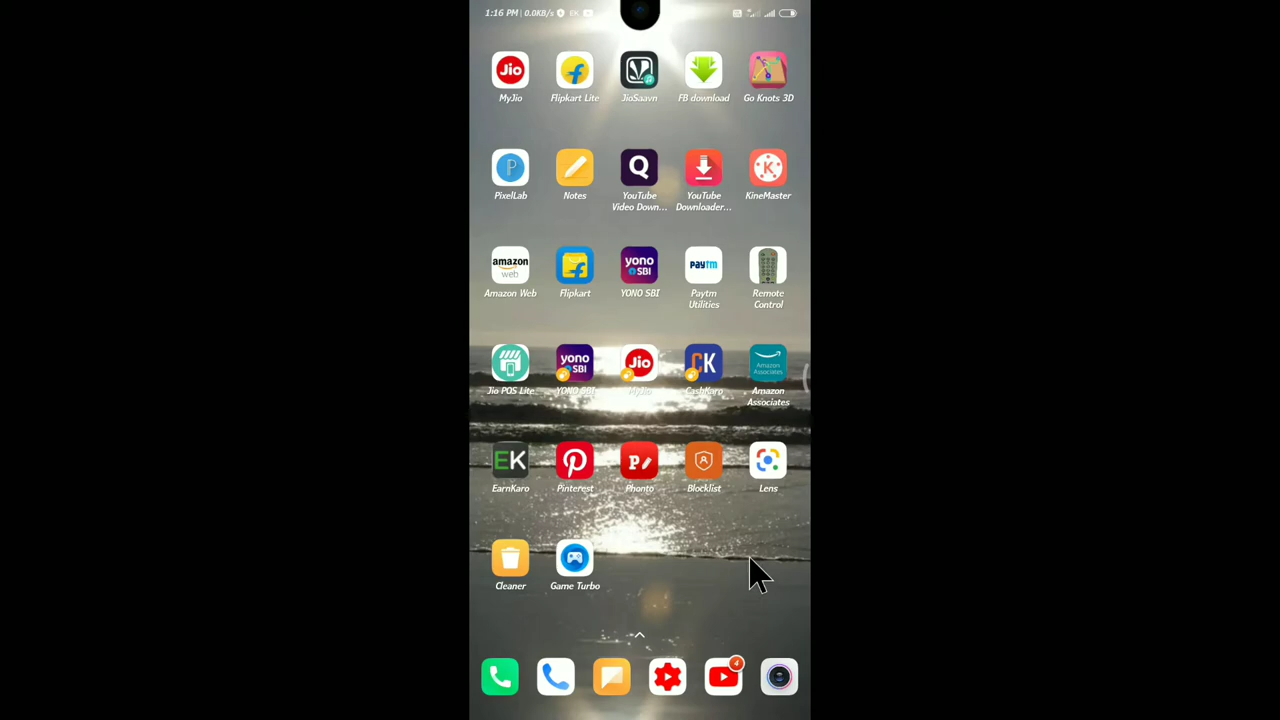 1:16 PM | 0.0KB/s EK
MyJio
Flipkart Lite
JioSaavn
FB download
Go Knots 3D
PixelLab
Notes
YouTube
Video Down...
YouTube
Downloader...
KineMaster
amazon
web
Amazon Web
Flipkart
yono
SBI
YONO SBI
paytm
Paytm
Utilities
Remote
Control
Jio POS Lite
yono
SBI
YONO SBI
Jio
MyJio
CK
CashKaro
Amazon
Associates
Amazon
Associates
EK
EarnKaro
Pinterest
Phonto
Blocklist
Lens
Cleaner
Game Turbo
4